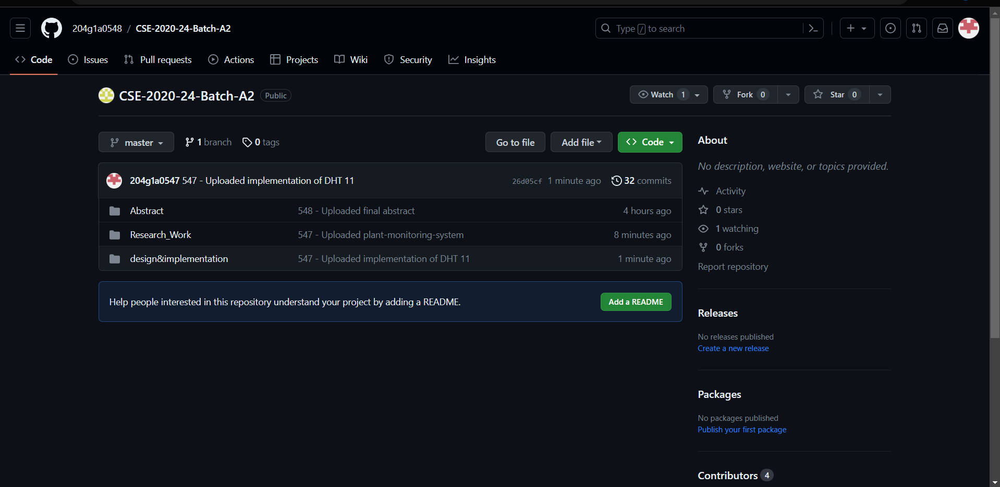 204g1a0548 / CSE-2020-24-Batch-A2
Type / to search
Code Issues Pull requests Actions Projects Wiki Security Insights
CSE-2020-24-Batch-A2 Public
Watch 1 Fork 0 Star 0
master 1 branch 0 tags
Go to file Add file Code
204g1a0547 547 - Uploaded implementation of DHT 11 26d05cf 1 minute ago 32 commits
Abstract 548 - Uploaded final abstract 4 hours ago
Research_Work 547 - Uploaded plant-monitoring-system 8 minutes ago
design&implementation 547 - Uploaded implementation of DHT 11 1 minute ago
Help people interested in this repository understand your project by adding a README. Add a README
About
No description, website, or topics provided.
Activity
0 stars
1 watching
0 forks
Report repository
Releases
No releases published
Create a new release
Packages
No packages published
Publish your first package
Contributors 4